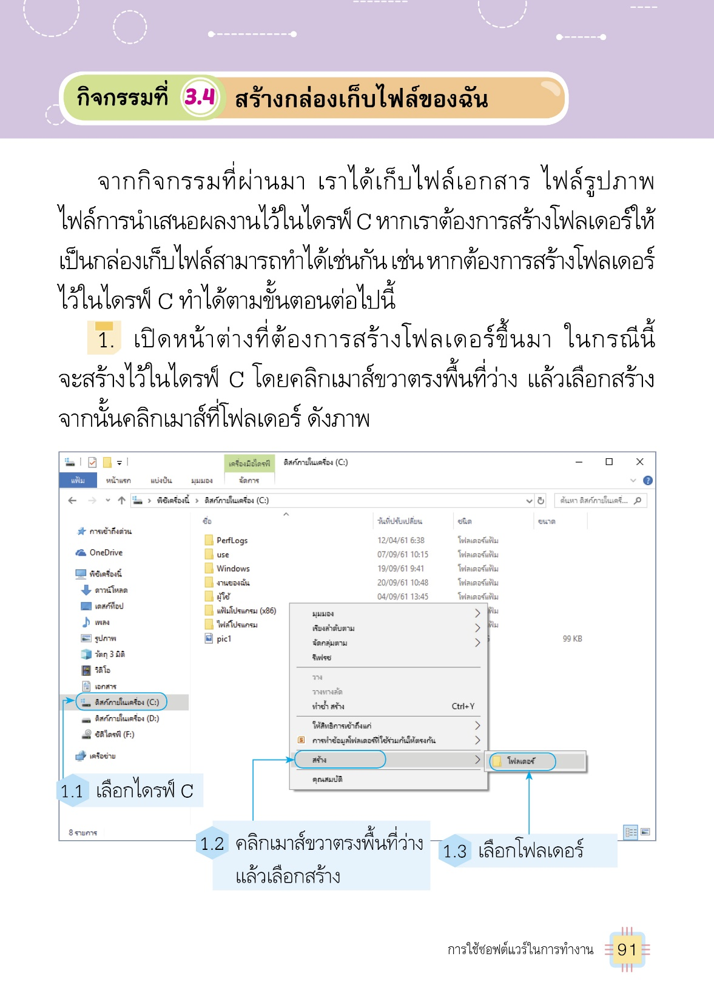 กิจกรรมที่ 3.4 สร้างกล่องเก็บไฟล์ของฉัน
จากกิจกรรมที่ผ่านมา เราได้เก็บไฟล์เอกสาร ไฟล์รูปภาพ
ไฟล์การนำเสนอผลงานไว้ในไดรฟ์ C หากเราต้องการสร้างโฟลเดอร์ให้
เป็นกล่องเก็บไฟล์สามารถทำได้เช่นกัน เช่น หากต้องการสร้างโฟลเดอร์
ไว้ในไดรฟ์ C ทำได้ตามขั้นตอนต่อไปนี้
1. เปิดหน้าต่างที่ต้องการสร้างโฟลเดอร์ขึ้นมา ในกรณีนี้
จะสร้างไว้ในไดรฟ์ C โดยคลิกเมาส์ขวาตรงพื้นที่ว่าง แล้วเลือกสร้าง
จากนั้นคลิกเมาส์ที่โฟลเดอร์ ดังภาพ
เครื่องมือไดรฟ์ ดิสก์ภายในเครื่อง (C:)
แฟ้ม หน้าแรก แบ่งปัน มุมมอง จัดการ
พีซีเครื่องนี้ > ดิสก์ภายในเครื่อง (C:) ค้นหา ดิสก์ภายในเครื่...
ชื่อ วันที่ปรับเปลี่ยน ชนิด ขนาด
การเข้าถึงด่วน
OneDrive
พีซีเครื่องนี้
ดาวน์โหลด
เดสก์ท็อป
เพลง
รูปภาพ
วัตถุ 3 มิติ
วิดีโอ
เอกสาร
ดิสก์ภายในเครื่อง (C:)
ดิสก์ภายในเครื่อง (D:)
ซีดีไดรฟ์ (F:)
เครือข่าย
PerfLogs 12/04/61 6:38 โฟลเดอร์แฟ้ม
use 07/09/61 10:15 โฟลเดอร์แฟ้ม
Windows 19/09/61 9:41 โฟลเดอร์แฟ้ม
งานของฉัน 20/09/61 10:48 โฟลเดอร์แฟ้ม
ผู้ใช้ 04/09/61 13:45 โฟลเดอร์แฟ้ม
แฟ้มโปรแกรม (x86)
ไฟล์โปรแกรม
pic1 99 KB
มุมมอง
เรียงลำดับตาม
จัดกลุ่มตาม
รีเฟรช
วาง
วางทางลัด
ทำซ้ำ สร้าง Ctrl+Y
ให้สิทธิการเข้าถึงแก่
การทำข้อมูลโฟลเดอร์ที่ใช้ร่วมกันให้ตรงกัน
สร้าง
โฟลเดอร์
คุณสมบัติ
1.1 เลือกไดรฟ์ C
8 รายการ
1.2 คลิกเมาส์ขวาตรงพื้นที่ว่าง
แล้วเลือกสร้าง
1.3 เลือกโฟลเดอร์
การใช้ซอฟต์แวร์ในการทำงาน 91